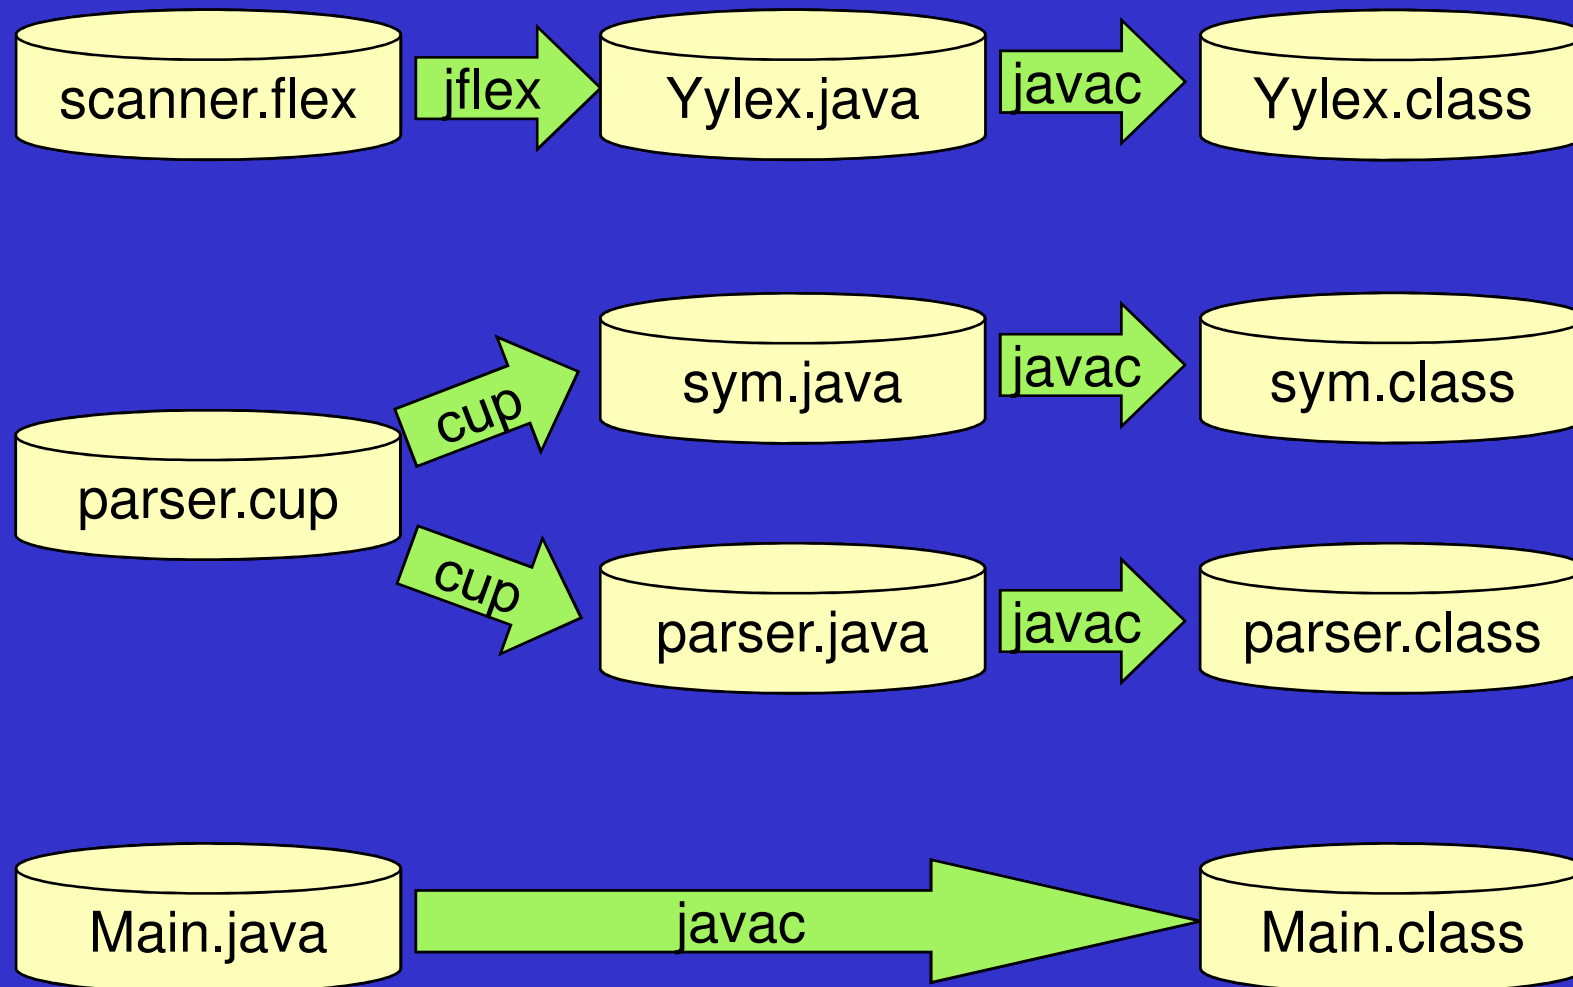 scanner.flex
jflex
Yylex.java
javac
Yylex.class
cup
sym.java
javac
sym.class
parser.cup
cup
parser.java
javac
parser.class
Main.java
javac
Main.class